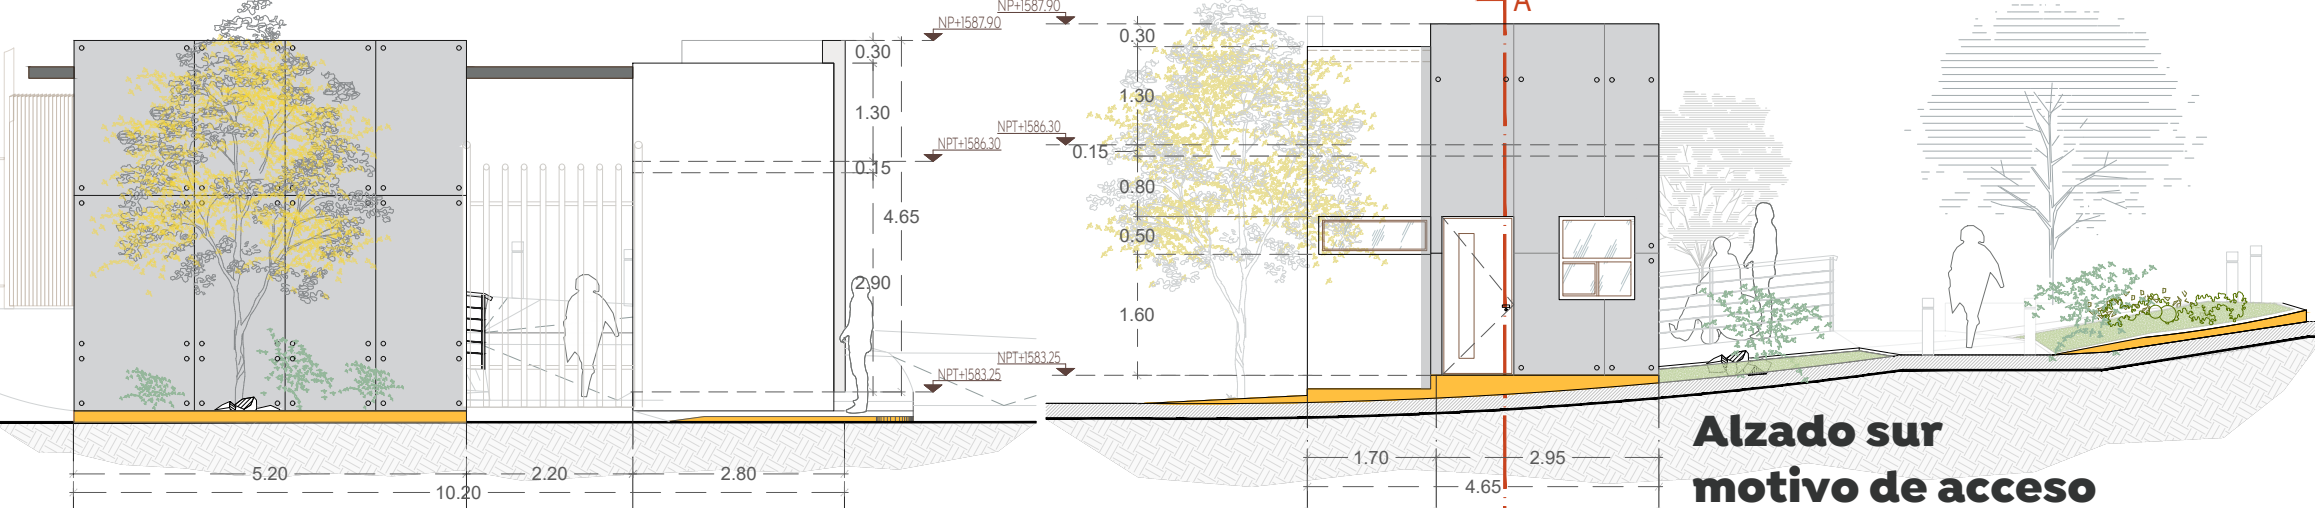 NP+1587.90
0.30
1.30
NPT+1586.30
0.15
4.65
2.90
NPT+1583.25
5.20
2.20
2.80
10.20
NP+1587.90
A
0.30
1.30
NPT+1586.30
0.15
0.80
0.50
1.60
NPT+1583.25
1.70
2.95
4.65
Alzado sur
motivo de acceso